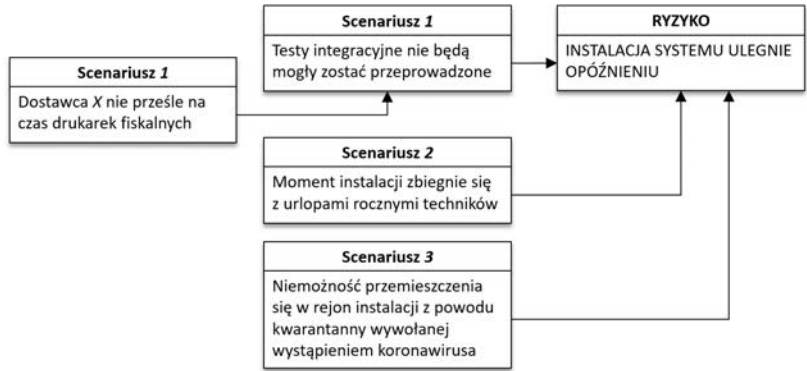 Scenariusz 1
Dostawca X nie prześle na
czas drukarek fiskalnych
Scenariusz 1
Testy integracyjne nie będą
mogły zostać przeprowadzone
RYZYKO
INSTALACJA SYSTEMU ULEGNIE
OPÓŹNIENIU
Scenariusz 2
Moment instalacji zbiegnie się
z urlopami rocznymi techników
Scenariusz 3
Niemożność przemieszczenia
się w rejon instalacji z powodu
kwarantanny wywołanej
wystąpieniem koronawirusa